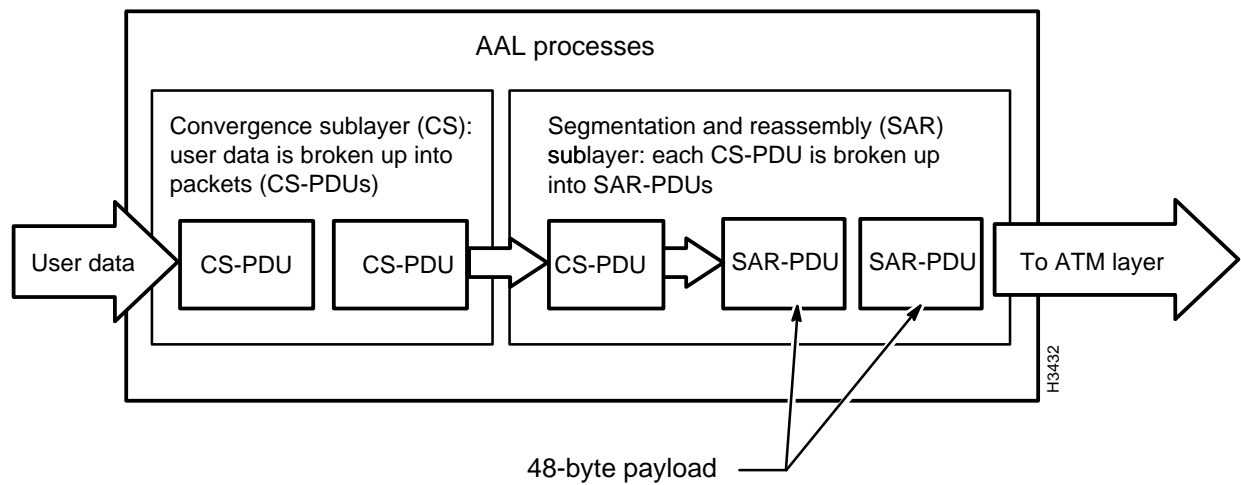 AAL processes
Convergence sublayer (CS):
user data is broken up into
packets (CS-PDUs)
Segmentation and reassembly (SAR)
sublayer: each CS-PDU is broken up
into SAR-PDUs
User data
CS-PDU
CS-PDU
CS-PDU
SAR-PDU
SAR-PDU
To ATM layer
H3432
48-byte payload